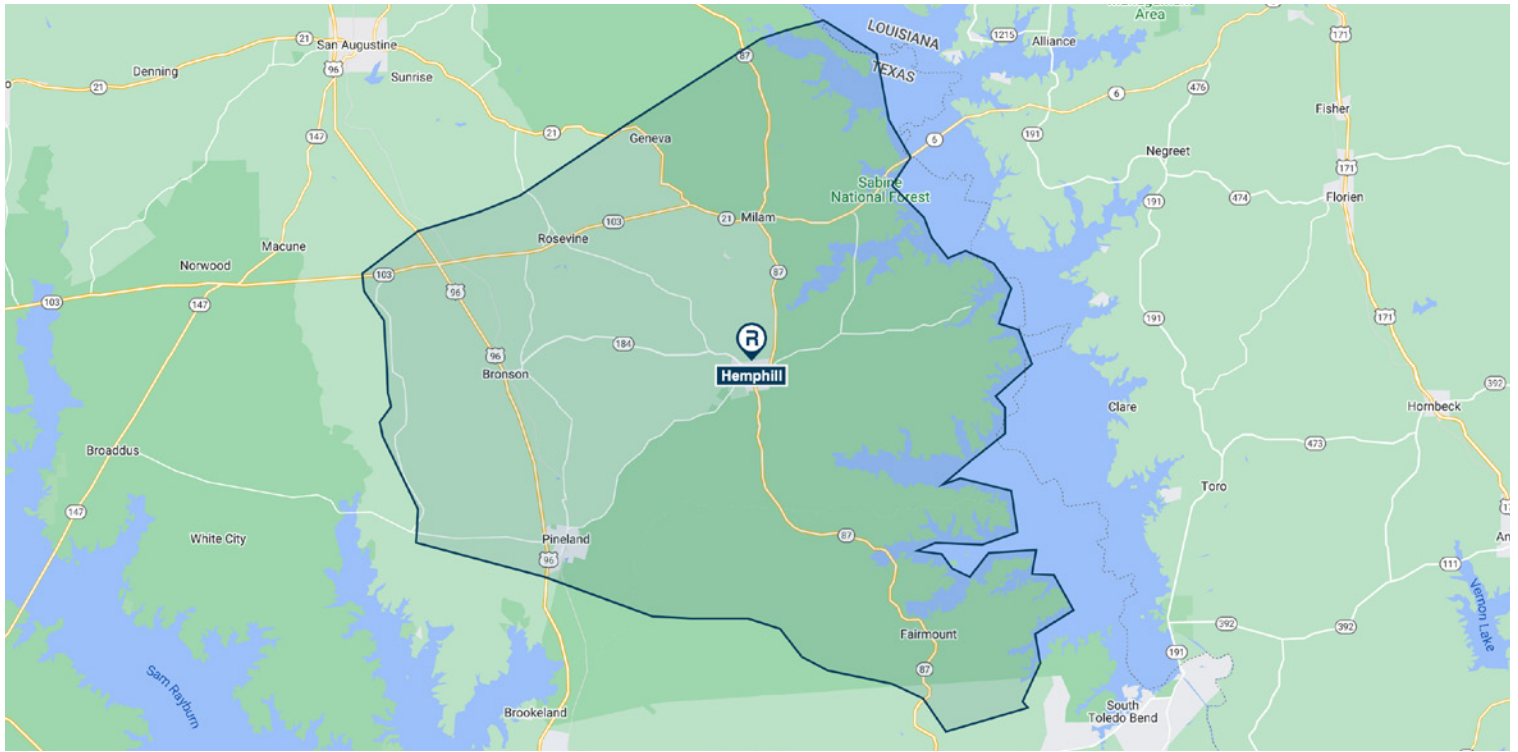 Management
Area
LOUISIANA
TEXAS
1215
Alliance
171
21
San Augustine
Denning
96
Sunrise
87
21
6
476
Fisher
147
21
Geneva
6
191
Negreet
171
Sabine
National Forest
474
Florien
103
21
Milam
191
Rosevine
Macune
Norwood
103
87
96
103
147
191
171
R
184
96
Bronson
Hemphill
392
Clare
Hornbeck
Broaddus
473
Toro
147
White City
Pineland
87
96
111
Vernon Lake
Fairmount
392
392
191
87
Sam Rayburn
Brookeland
South
Toledo Bend